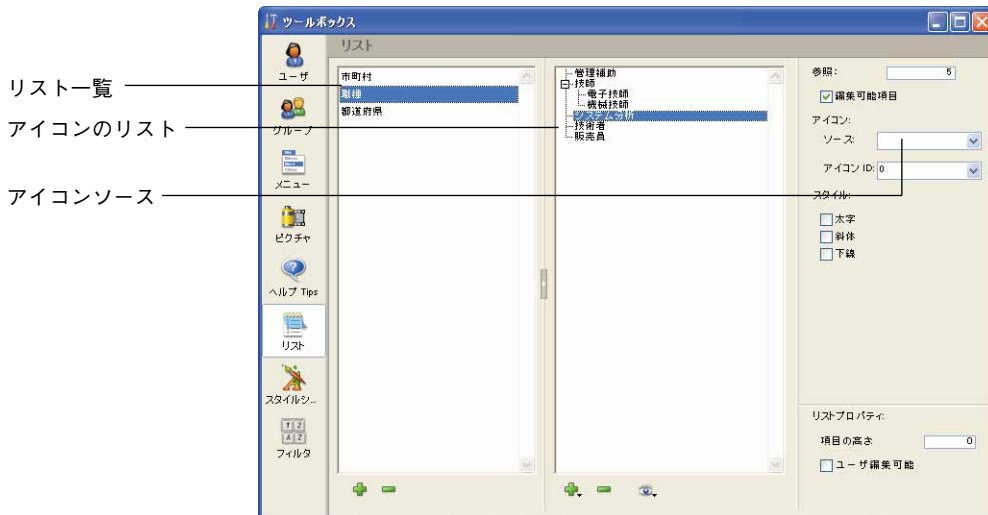 ツールボックス
リスト
ユーザ
グループ
メニュー
ピクチャ
ヘルプ Tips
リスト
スタイルシ...
フィルタ
リスト一覧
アイコンのリスト
アイコンソース
市町村
職種
都道府県
管理補助
技師
電子技師
機械技師
システム分析
技術者
販売員
参照: 5
編集可能項目
アイコン:
ソース:
アイコン ID: 0
スタイル:
太字
斜体
下線
リストプロパティ:
項目の高さ 0
ユーザ編集可能